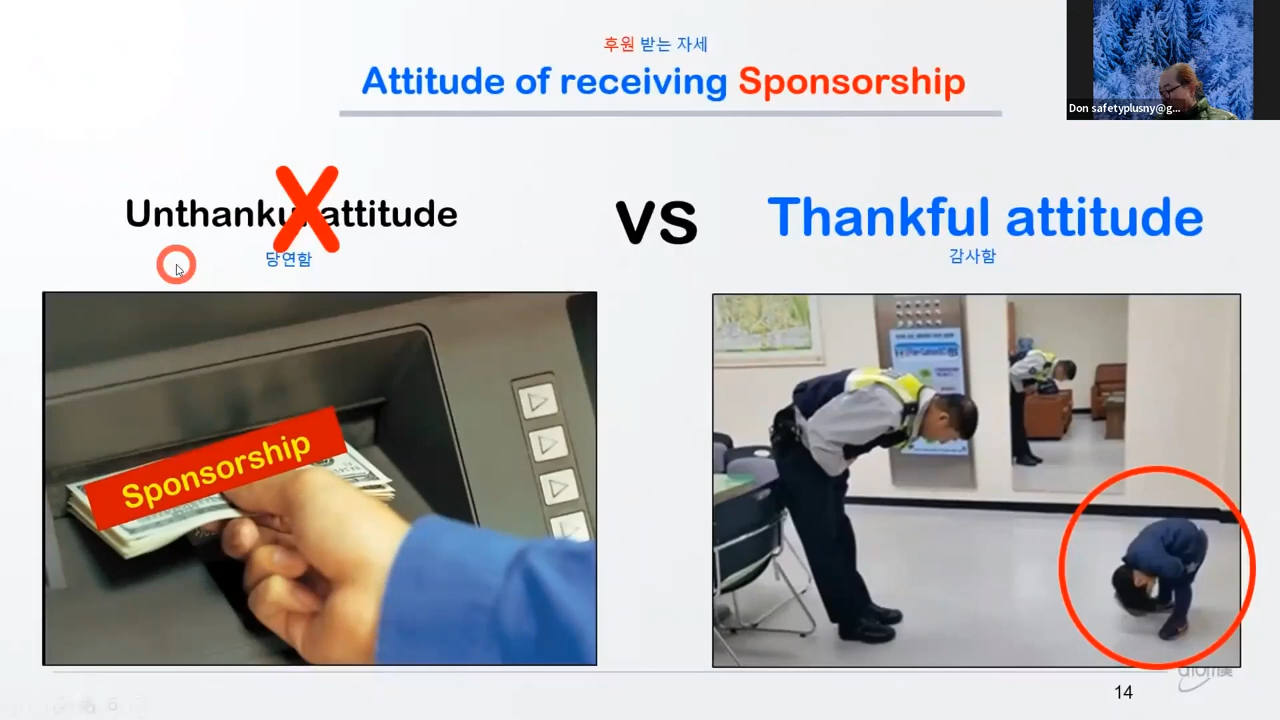 후원 받는 자세
Attitude of receiving Sponsorship
Don safetyplusny@g...
Unthankul attitude
X
VS
Thankful attitude
당연함
감사함
Sponsorship
14